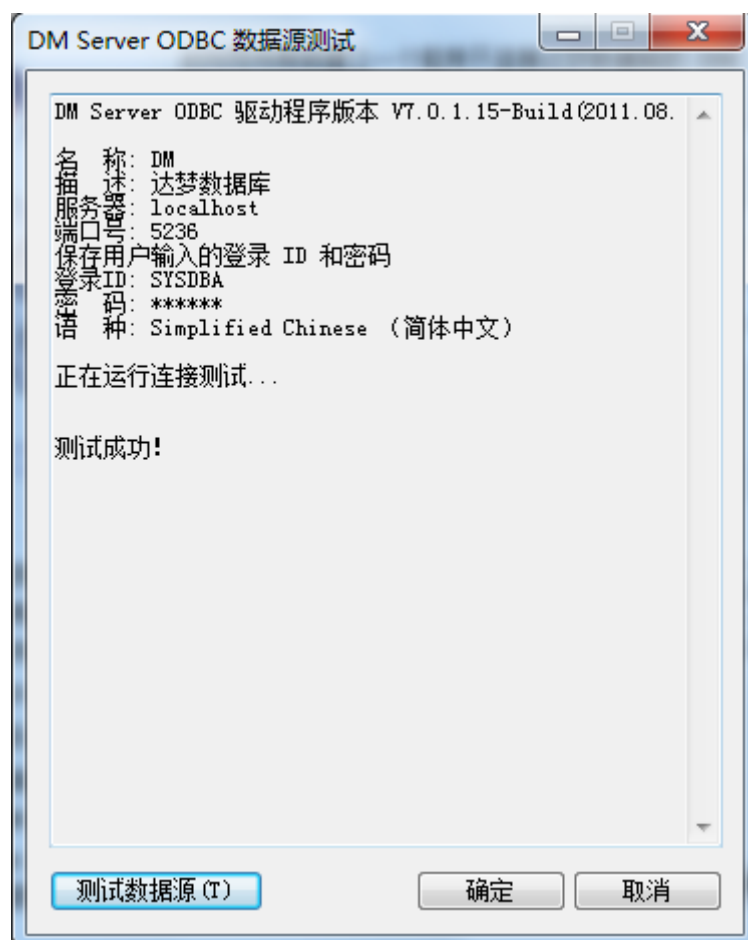 DM Server ODBC 数据源测试
DM Server ODBC 驱动程序版本 V7.0.1.15-Build(2011.08.
名 称: DM
描 述: 达梦数据库
服务器: localhost
端口号: 5236
保存用户输入的登录 ID 和密码
登录ID: SYSDBA
密 码: ******
语 种: Simplified Chinese （简体中文）
正在运行连接测试...
测试成功!
测试数据源(T)
确定
取消